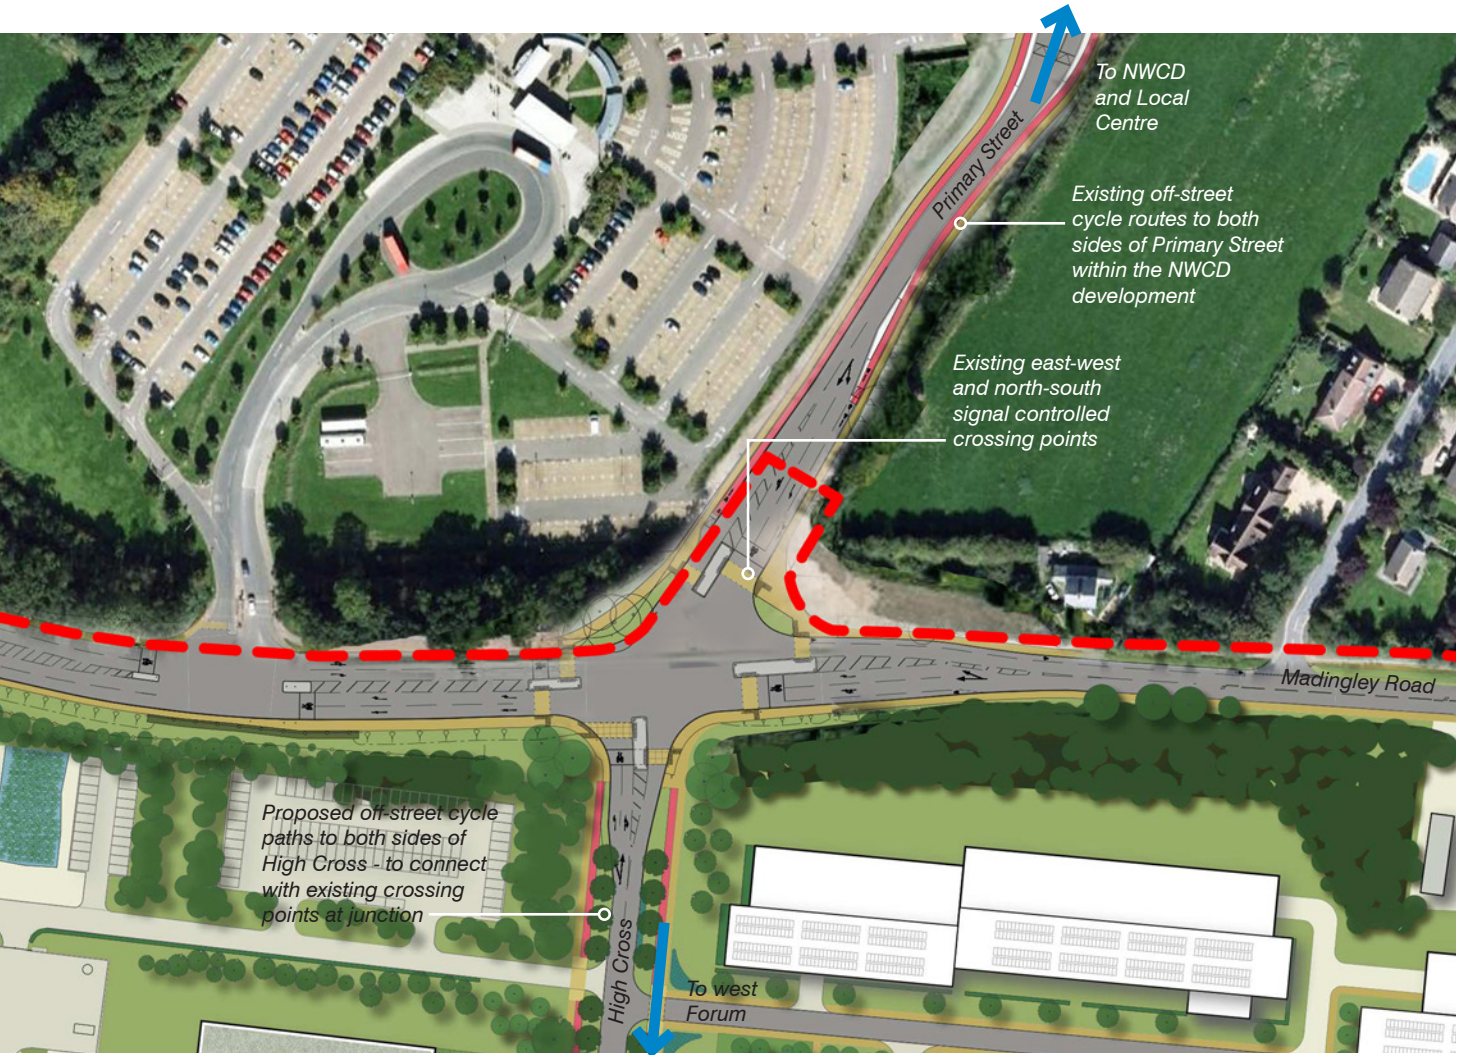 To NWCD
and Local
Centre
Primary Street
Existing off-street
cycle routes to both
sides of Primary Street
within the NWCD
development
Existing east-west
and north-south
signal controlled
crossing points
Madingley Road
Proposed off-street cycle
paths to both sides of
High Cross - to connect
with existing crossing
points at junction
High Cross
To west
Forum